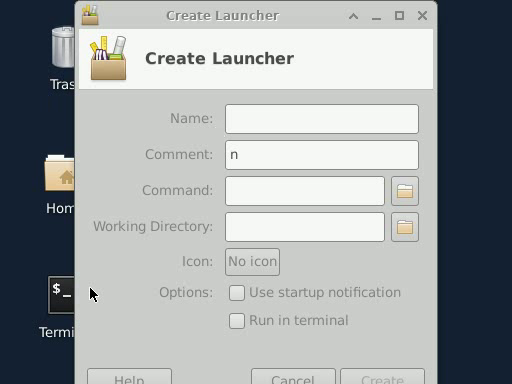 Create Launcher
Create Launcher
Name:
Comment: n
Command:
Working Directory:
Icon: No icon
Options: Use startup notification
Run in terminal
Help Cancel Create
Tras
Hom
$_
Termi